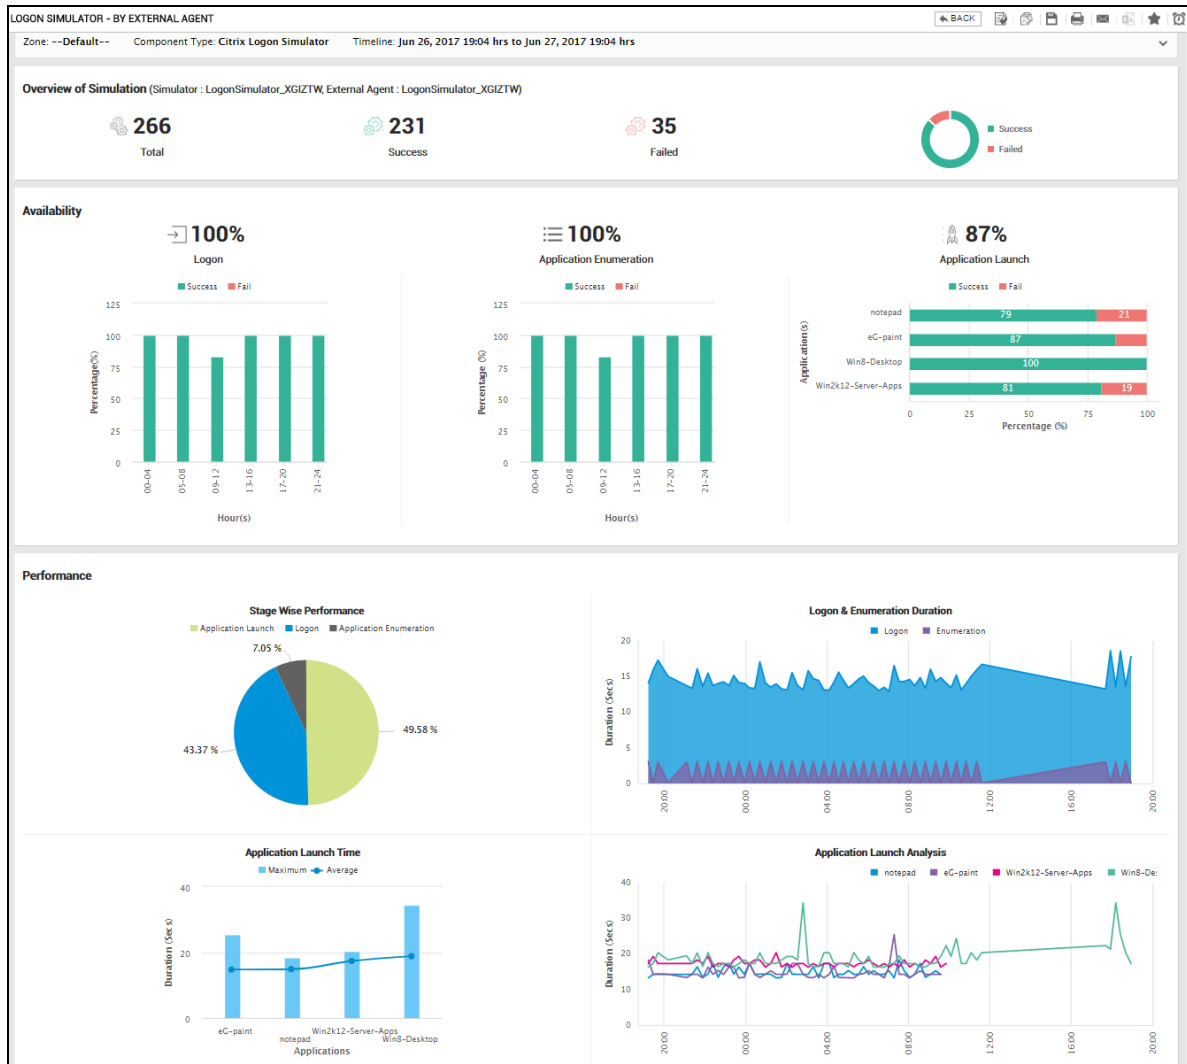 LOGON SIMULATOR - BY EXTERNAL AGENT
BACK
Zone: --Default-- Component Type: Citrix Logon Simulator Timeline: Jun 26, 2017 19:04 hrs to Jun 27, 2017 19:04 hrs
Overview of Simulation (Simulator : LogonSimulator_XGIZTW, External Agent : LogonSimulator_XGIZTW)
266
Total
231
Success
35
Failed
Success
Failed
Availability
100%
Logon
Success Fail
125
100
75
50
25
0
Percentage(%)
00-04 05-08 09-12 13-16 17-20 21-24
Hour(s)
100%
Application Enumeration
Success Fail
125
100
75
50
25
0
Percentage (%)
00-04 05-08 09-12 13-16 17-20 21-24
Hour(s)
87%
Application Launch
Success Fail
Application(s)
notepad 79 21
eG-paint 87
Win8-Desktop 100
Win2k12-Server-Apps 81 19
0 25 50 75 100
Percentage (%)
Performance
Stage Wise Performance
Application Launch Logon Application Enumeration
7.05 %
49.58 %
43.37 %
Logon & Enumeration Duration
Logon Enumeration
20
15
10
5
0
Duration (Secs)
20:00 00:00 04:00 08:00 12:00 16:00 20:00
Application Launch Time
Maximum Average
40
20
0
Duration (Secs)
eG-paint notepad Win2k12-Server-Apps Win8-Desktop
Applications
Application Launch Analysis
notepad eG-paint Win2k12-Server-Apps Win8-De
40
30
20
10
0
Duration (Secs)
20:00 00:00 04:00 08:00 12:00 16:00 20:00